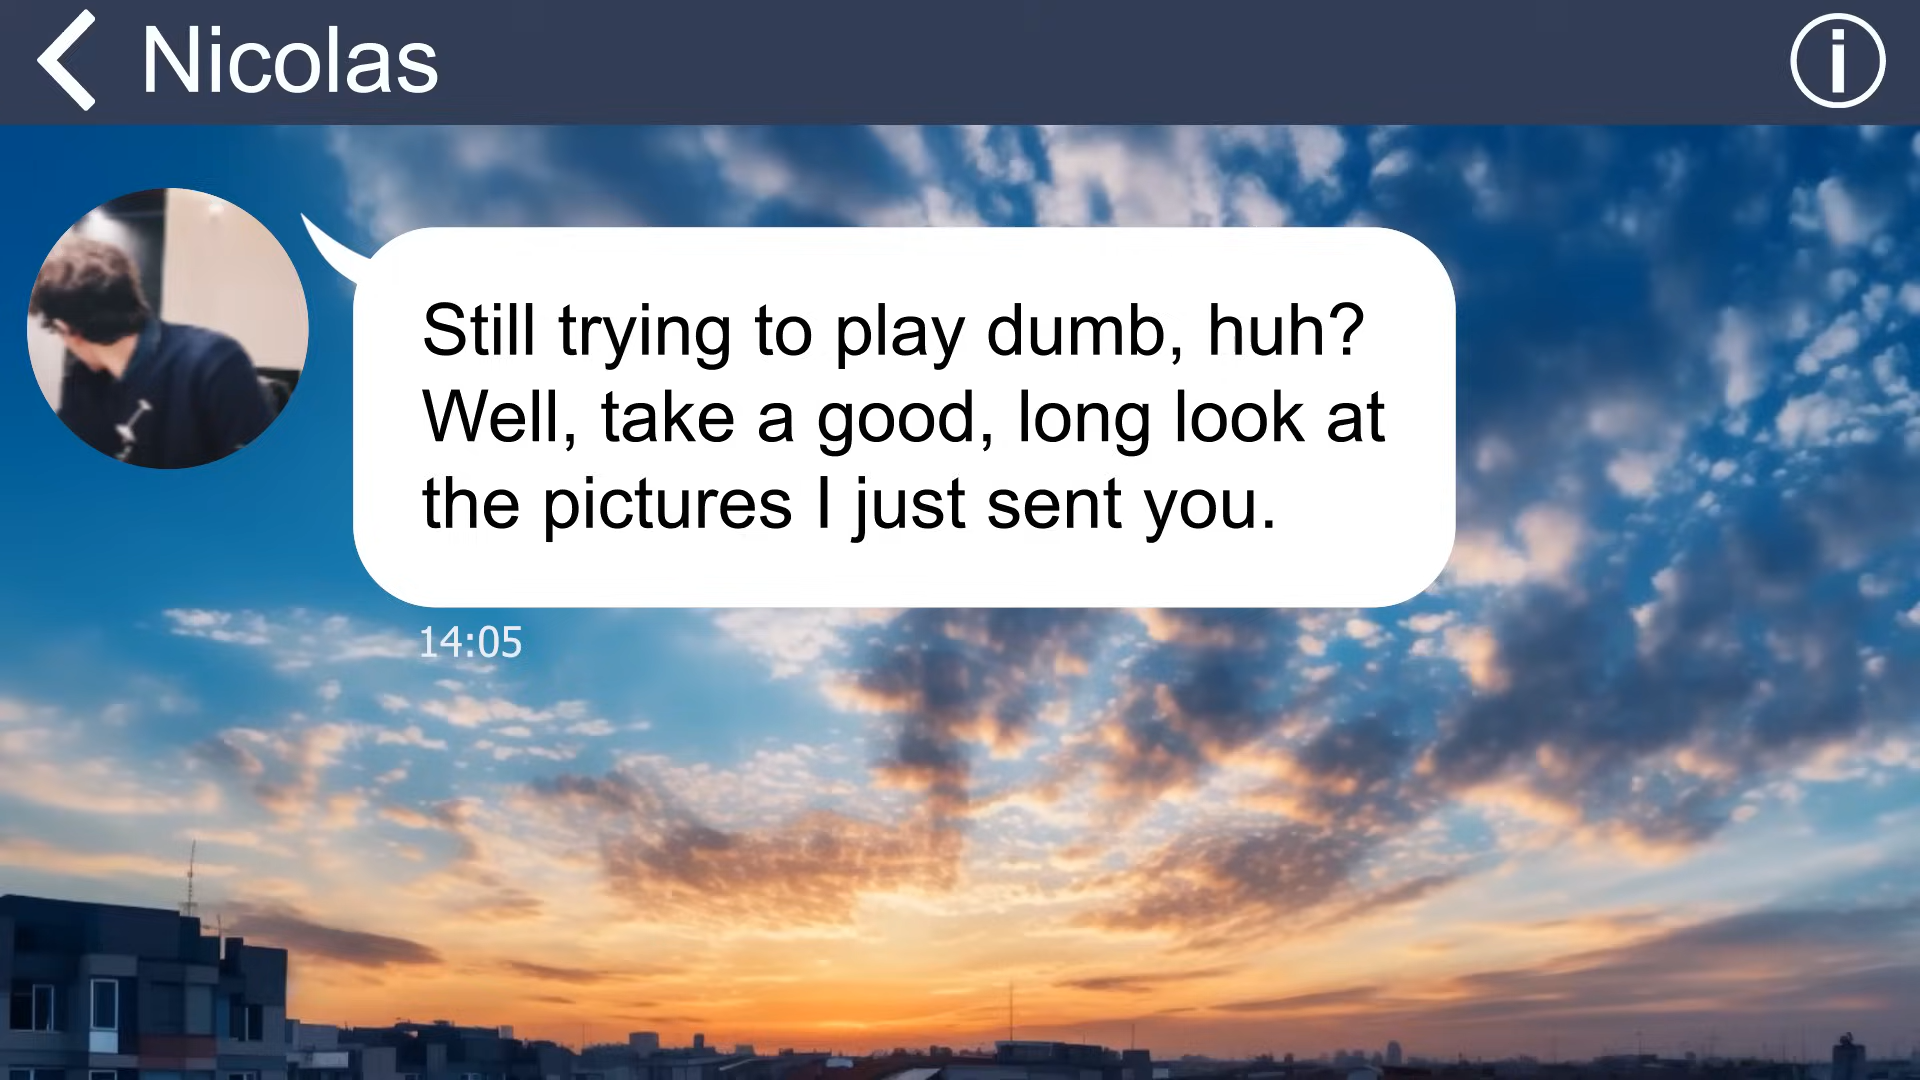 Nicolas
Still trying to play dumb, huh?
Well, take a good, long look at
the pictures I just sent you.
14:05